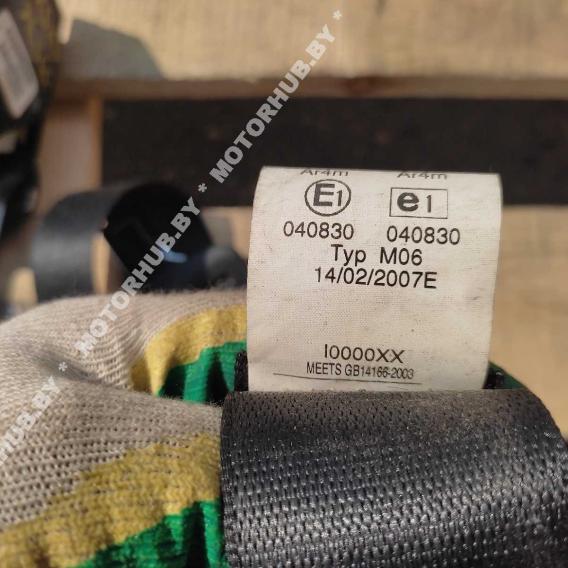 Ar4m Ar4m
E1 e1
040830 040830
Typ M06
14/02/2007E
I0000XX
MEETS GB14166-2003
* MOTORHUB.BY * MOTORHUB.BY * MOTORHUB.BY *